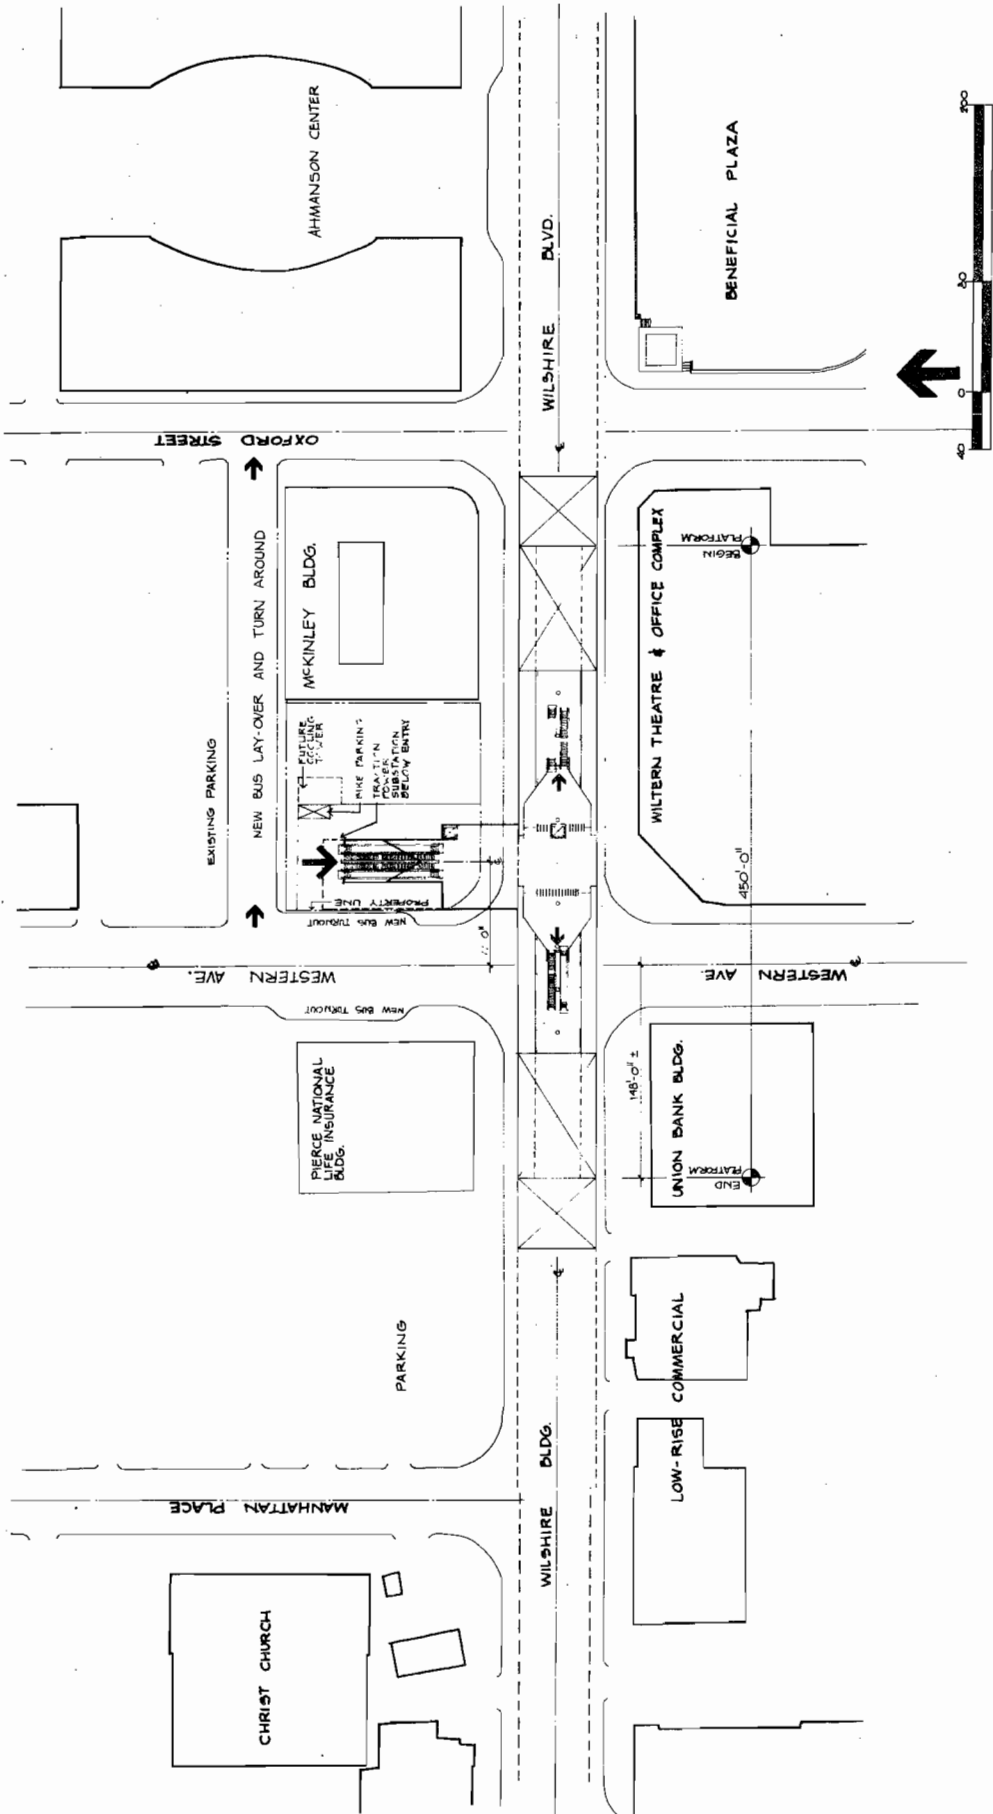 AHMANSON CENTER
WILSHIRE BLVD.
BENEFICIAL PLAZA
200
80
0
40
OXFORD STREET
NEW BUS LAY-OVER AND TURN AROUND
EXISTING PARKING
McKINLEY BLDG.
FUTURE
COOLING
TOWER
BIKE PARKING
TRACTION
POWER
SUBSTATION
BELOW ENTRY
PROPERTY LINE
NEW BUS TURNOUT
WILTERN THEATRE & OFFICE COMPLEX
BEGIN
PLATFORM
450'-0"
WESTERN AVE.
WESTERN AVE
NEW BUS TURNOUT
PIERCE NATIONAL
LIFE INSURANCE
BLDG.
148'-0" ±
UNION BANK BLDG.
END
PLATFORM
PARKING
LOW-RISE COMMERCIAL
MANHATTAN PLACE
WILSHIRE BLDG.
CHRIST CHURCH